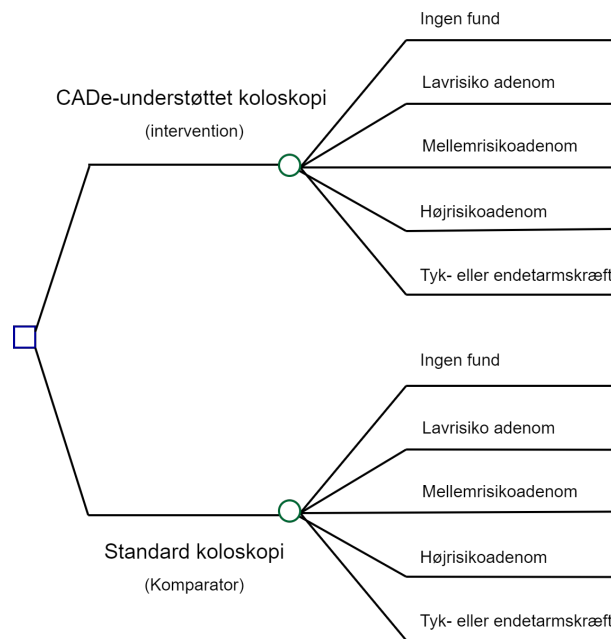 Ingen fund
Lavrisiko adenom
CADe-understøttet koloskopi
(intervention)
Mellemrisikoadenom
Højrisikoadenom
Tyk- eller endetarmskræft
Ingen fund
Lavrisiko adenom
Mellemrisikoadenom
Standard koloskopi
(Komparator)
Højrisikoadenom
Tyk- eller endetarmskræft